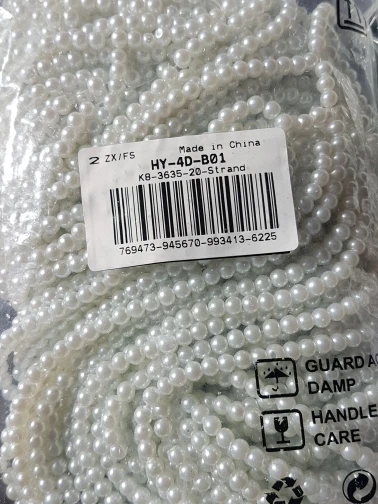 2 ZX/FS Made in China
HY-4D-B01
K8-3635-20-Strand
769473-945670-993413-6225
GUARD A
DAMP
HANDLE
CARE